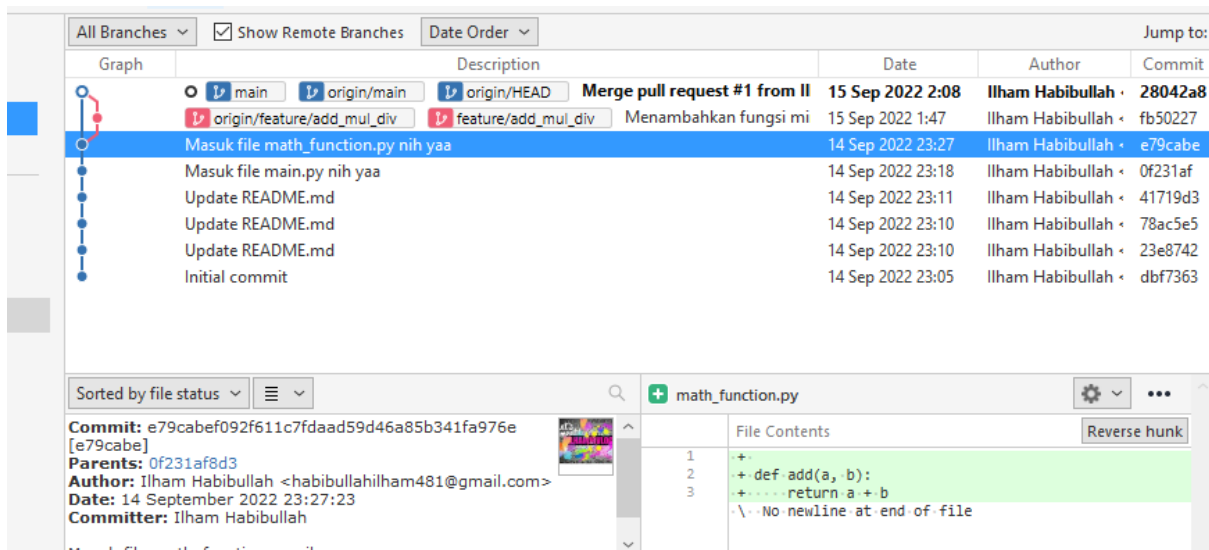 All Branches Show Remote Branches Date Order Jump to:
Graph Description Date Author Commit
main origin/main origin/HEAD Merge pull request #1 from Il 15 Sep 2022 2:08 Ilham Habibullah < 28042a8
origin/feature/add_mul_div feature/add_mul_div Menambahkan fungsi mi 15 Sep 2022 1:47 Ilham Habibullah < fb50227
Masuk file math_function.py nih yaa 14 Sep 2022 23:27 Ilham Habibullah < e79cabe
Masuk file main.py nih yaa 14 Sep 2022 23:18 Ilham Habibullah < 0f231af
Update README.md 14 Sep 2022 23:11 Ilham Habibullah < 41719d3
Update README.md 14 Sep 2022 23:10 Ilham Habibullah < 78ac5e5
Update README.md 14 Sep 2022 23:10 Ilham Habibullah < 23e8742
Initial commit 14 Sep 2022 23:05 Ilham Habibullah < dbf7363
Sorted by file status
Commit: e79cabef092f611c7fdaad59d46a85b341fa976e
[e79cabe]
Parents: 0f231af8d3
Author: Ilham Habibullah <habibullahilham481@gmail.com>
Date: 14 September 2022 23:27:23
Committer: Ilham Habibullah
math_function.py
File Contents Reverse hunk
1 +
2 + def add(a, b):
3 + return a + b
\ No newline at end of file